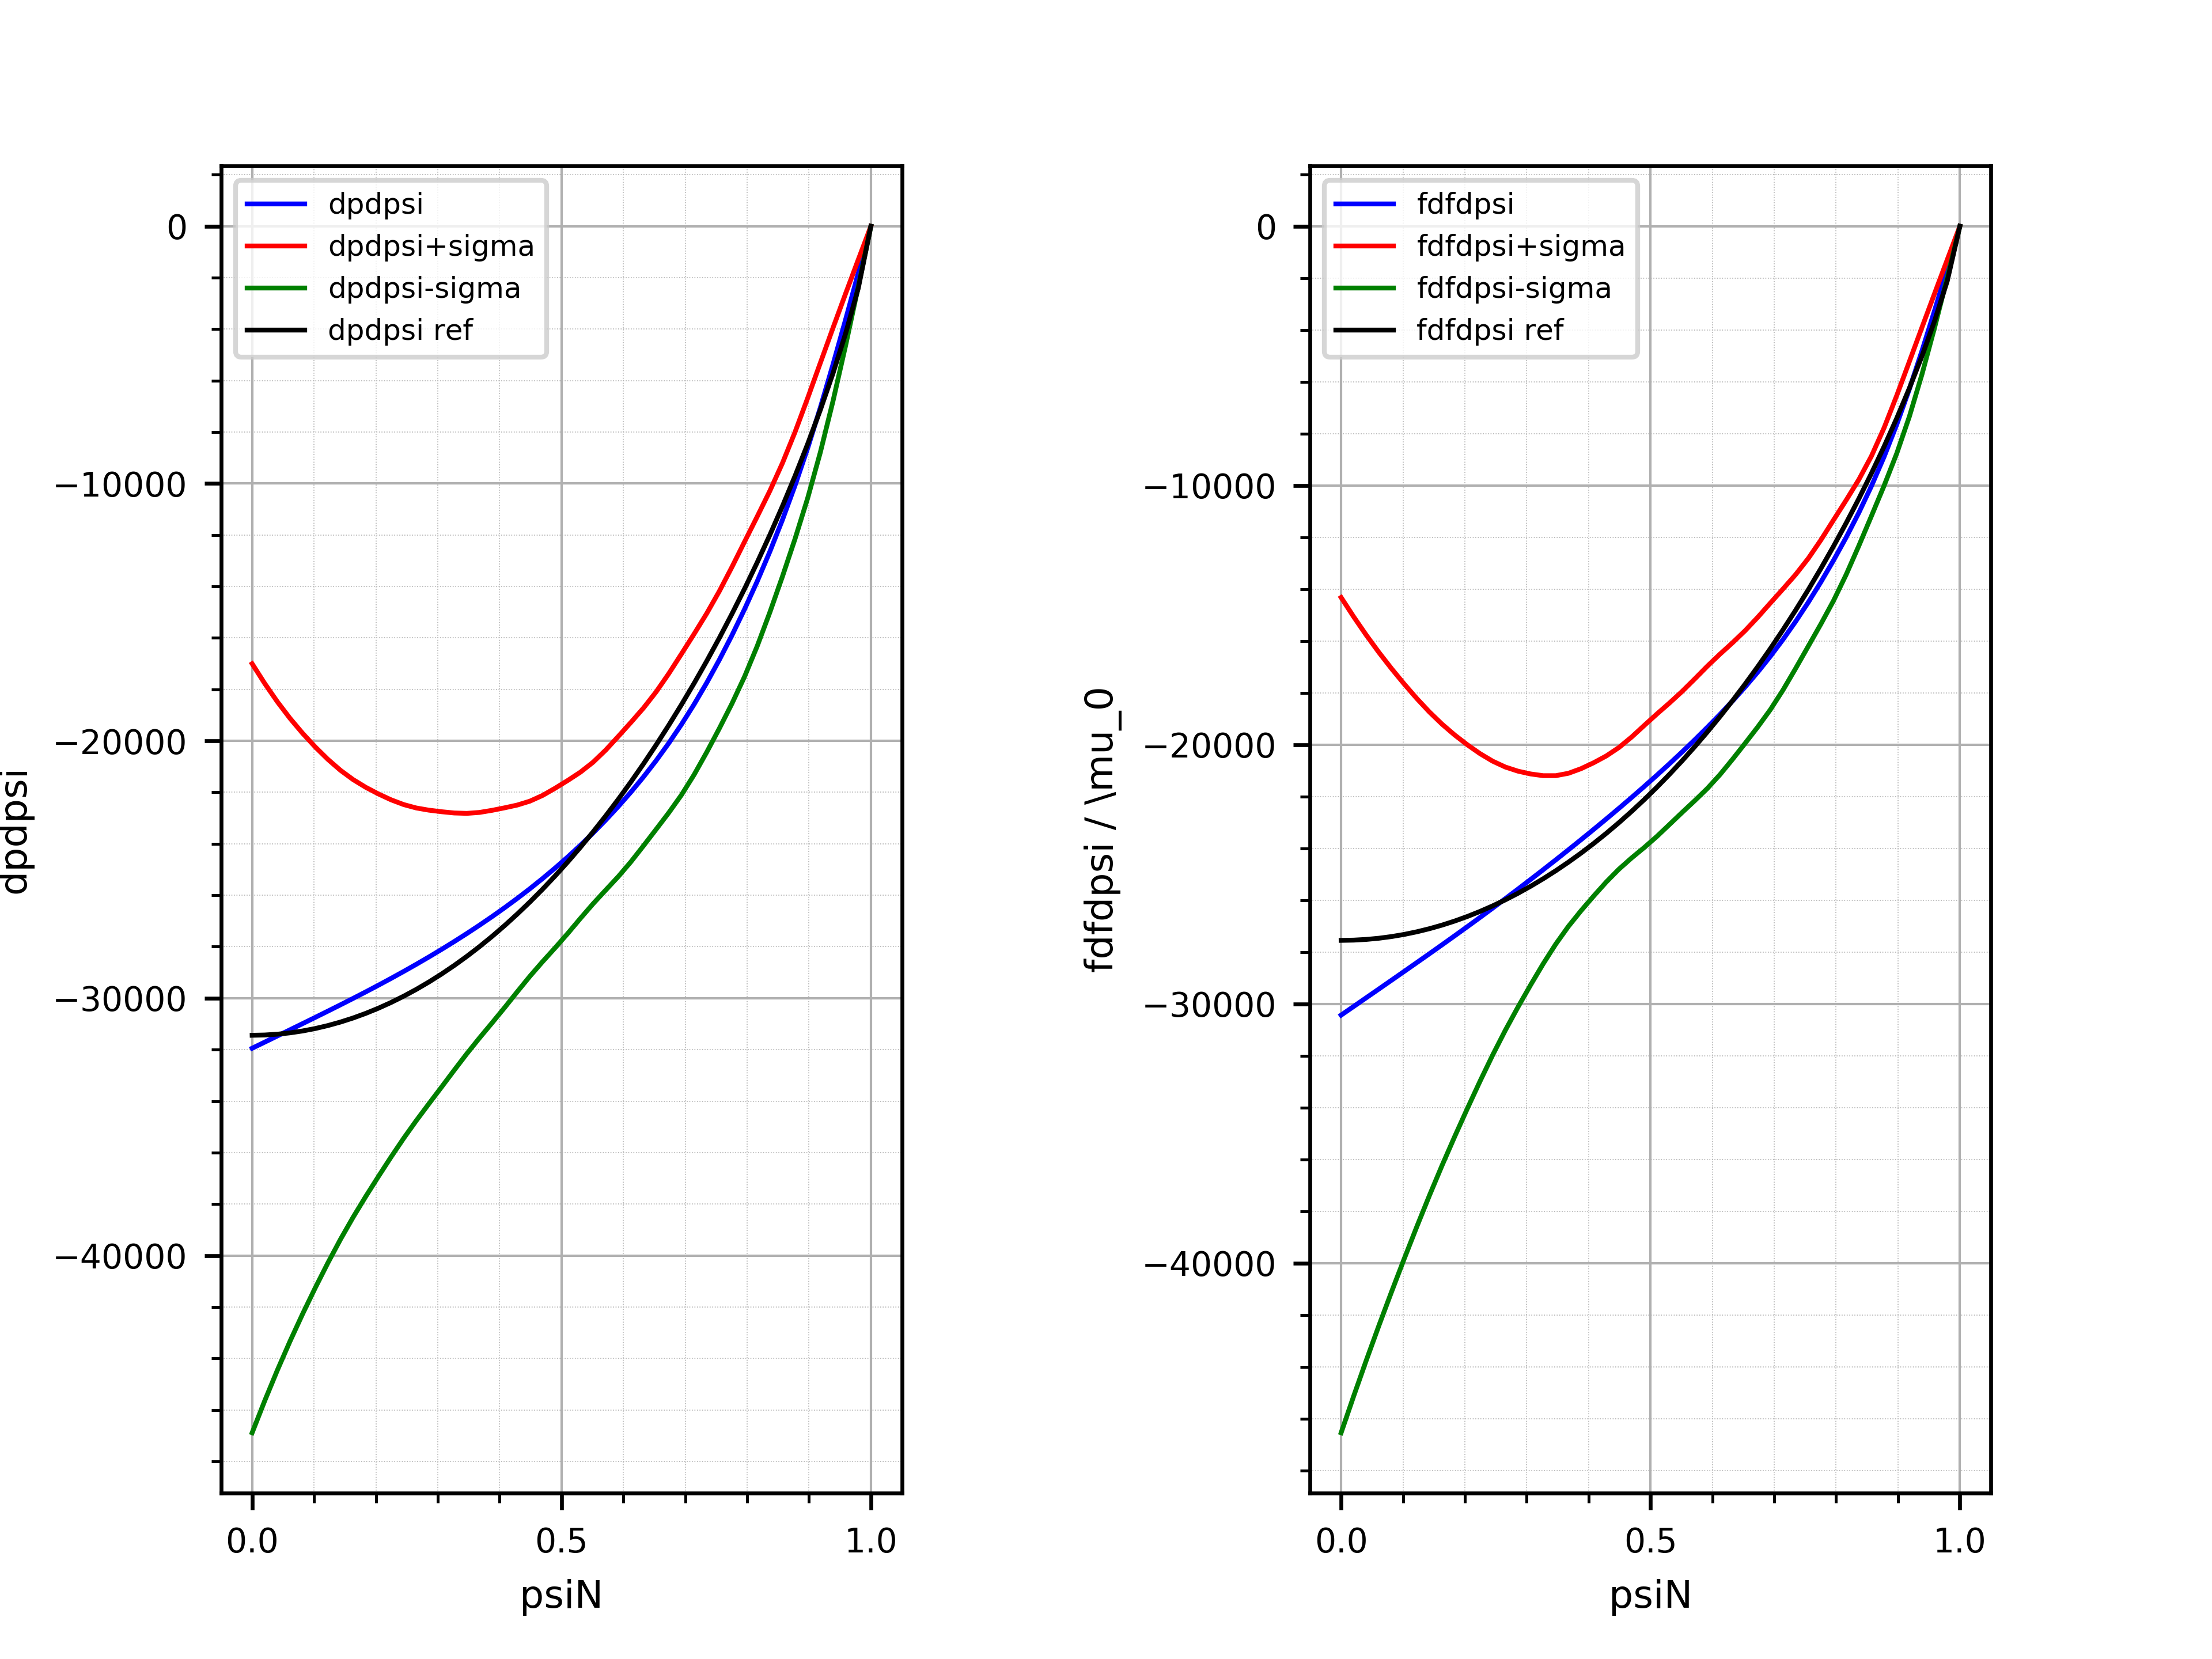 dpdpsi
dpdpsi+sigma
dpdpsi-sigma
dpdpsi ref
0
−10000
−20000
−30000
−40000
dpdpsi
0.0
0.5
1.0
psiN
fdfdpsi
fdfdpsi+sigma
fdfdpsi-sigma
fdfdpsi ref
0
−10000
−20000
−30000
−40000
fdfdpsi / \mu_0
0.0
0.5
1.0
psiN